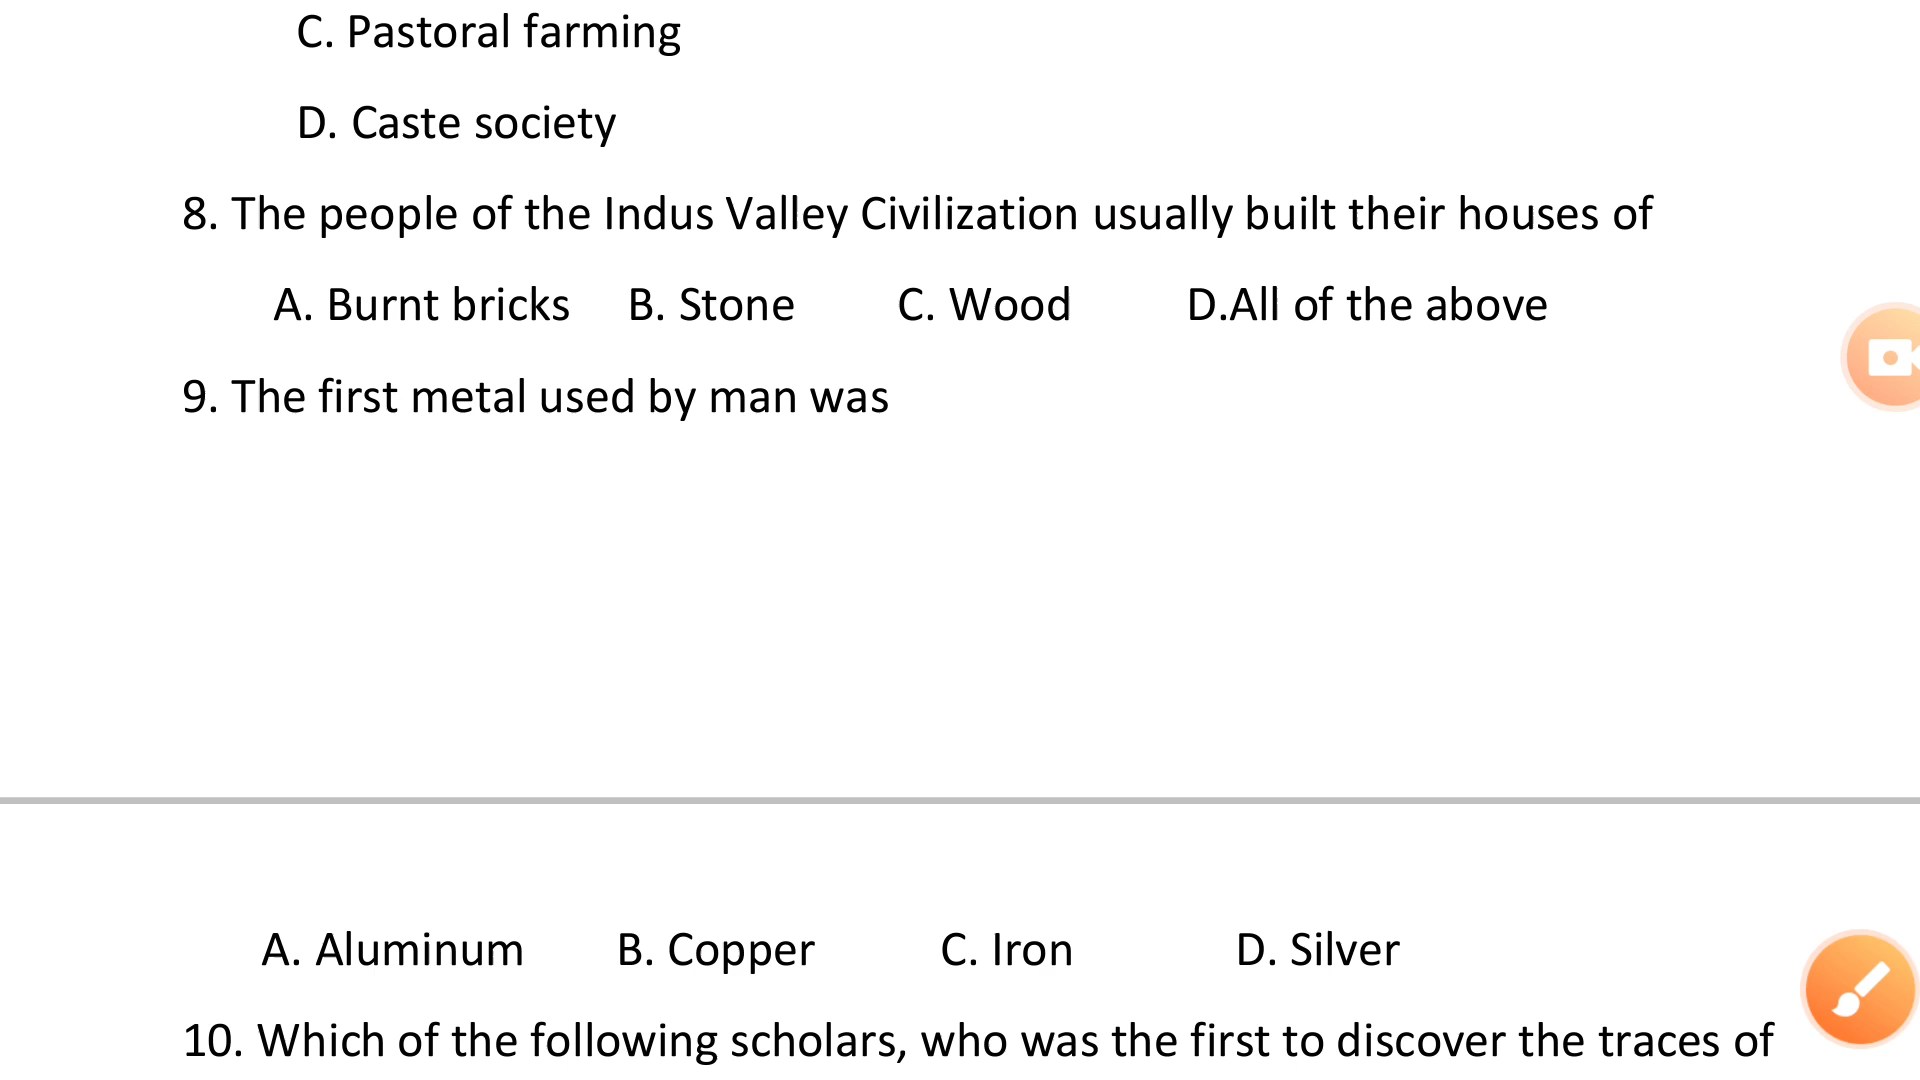 C. Pastoral farming
D. Caste society
8. The people of the Indus Valley Civilization usually built their houses of
A. Burnt bricks B. Stone C. Wood D.All of the above
9. The first metal used by man was
A. Aluminum B. Copper C. Iron D. Silver
10. Which of the following scholars, who was the first to discover the traces of